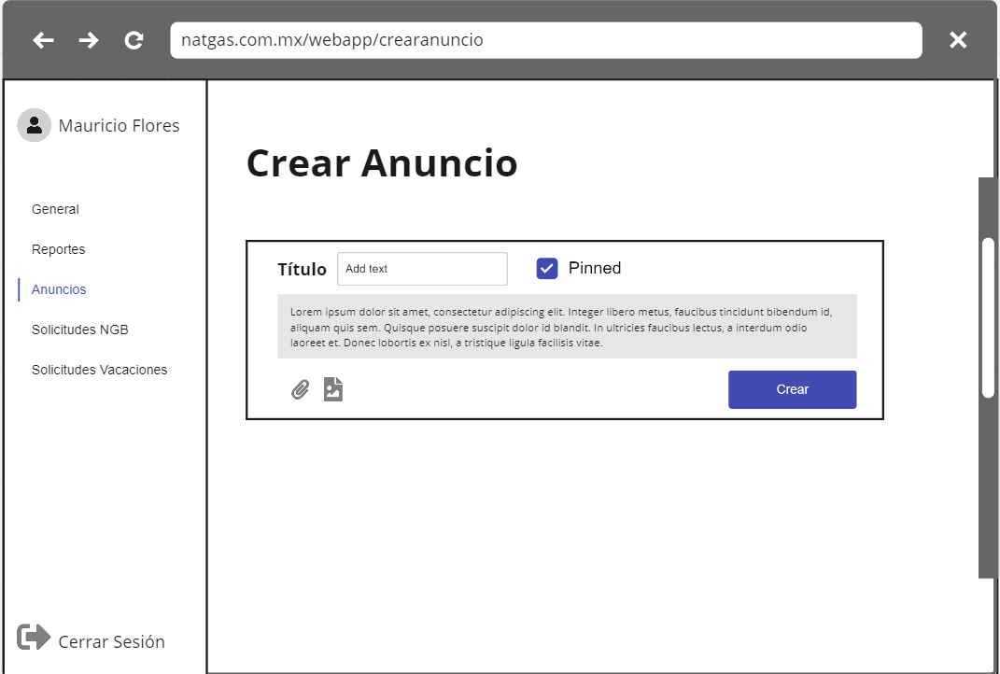 natgas.com.mx/webapp/crearanuncio
Mauricio Flores
General
Reportes
Anuncios
Solicitudes NGB
Solicitudes Vacaciones
Cerrar Sesión
Crear Anuncio
Título
Add text
Pinned
Lorem ipsum dolor sit amet, consectetur adipiscing elit. Integer libero metus, faucibus tincidunt bibendum id,
aliquam quis sem. Quisque posuere suscipit dolor id blandit. In ultricies faucibus lectus, a interdum odio
laoreet et. Donec lobortis ex nisl, a tristique ligula facilisis vitae.
Crear